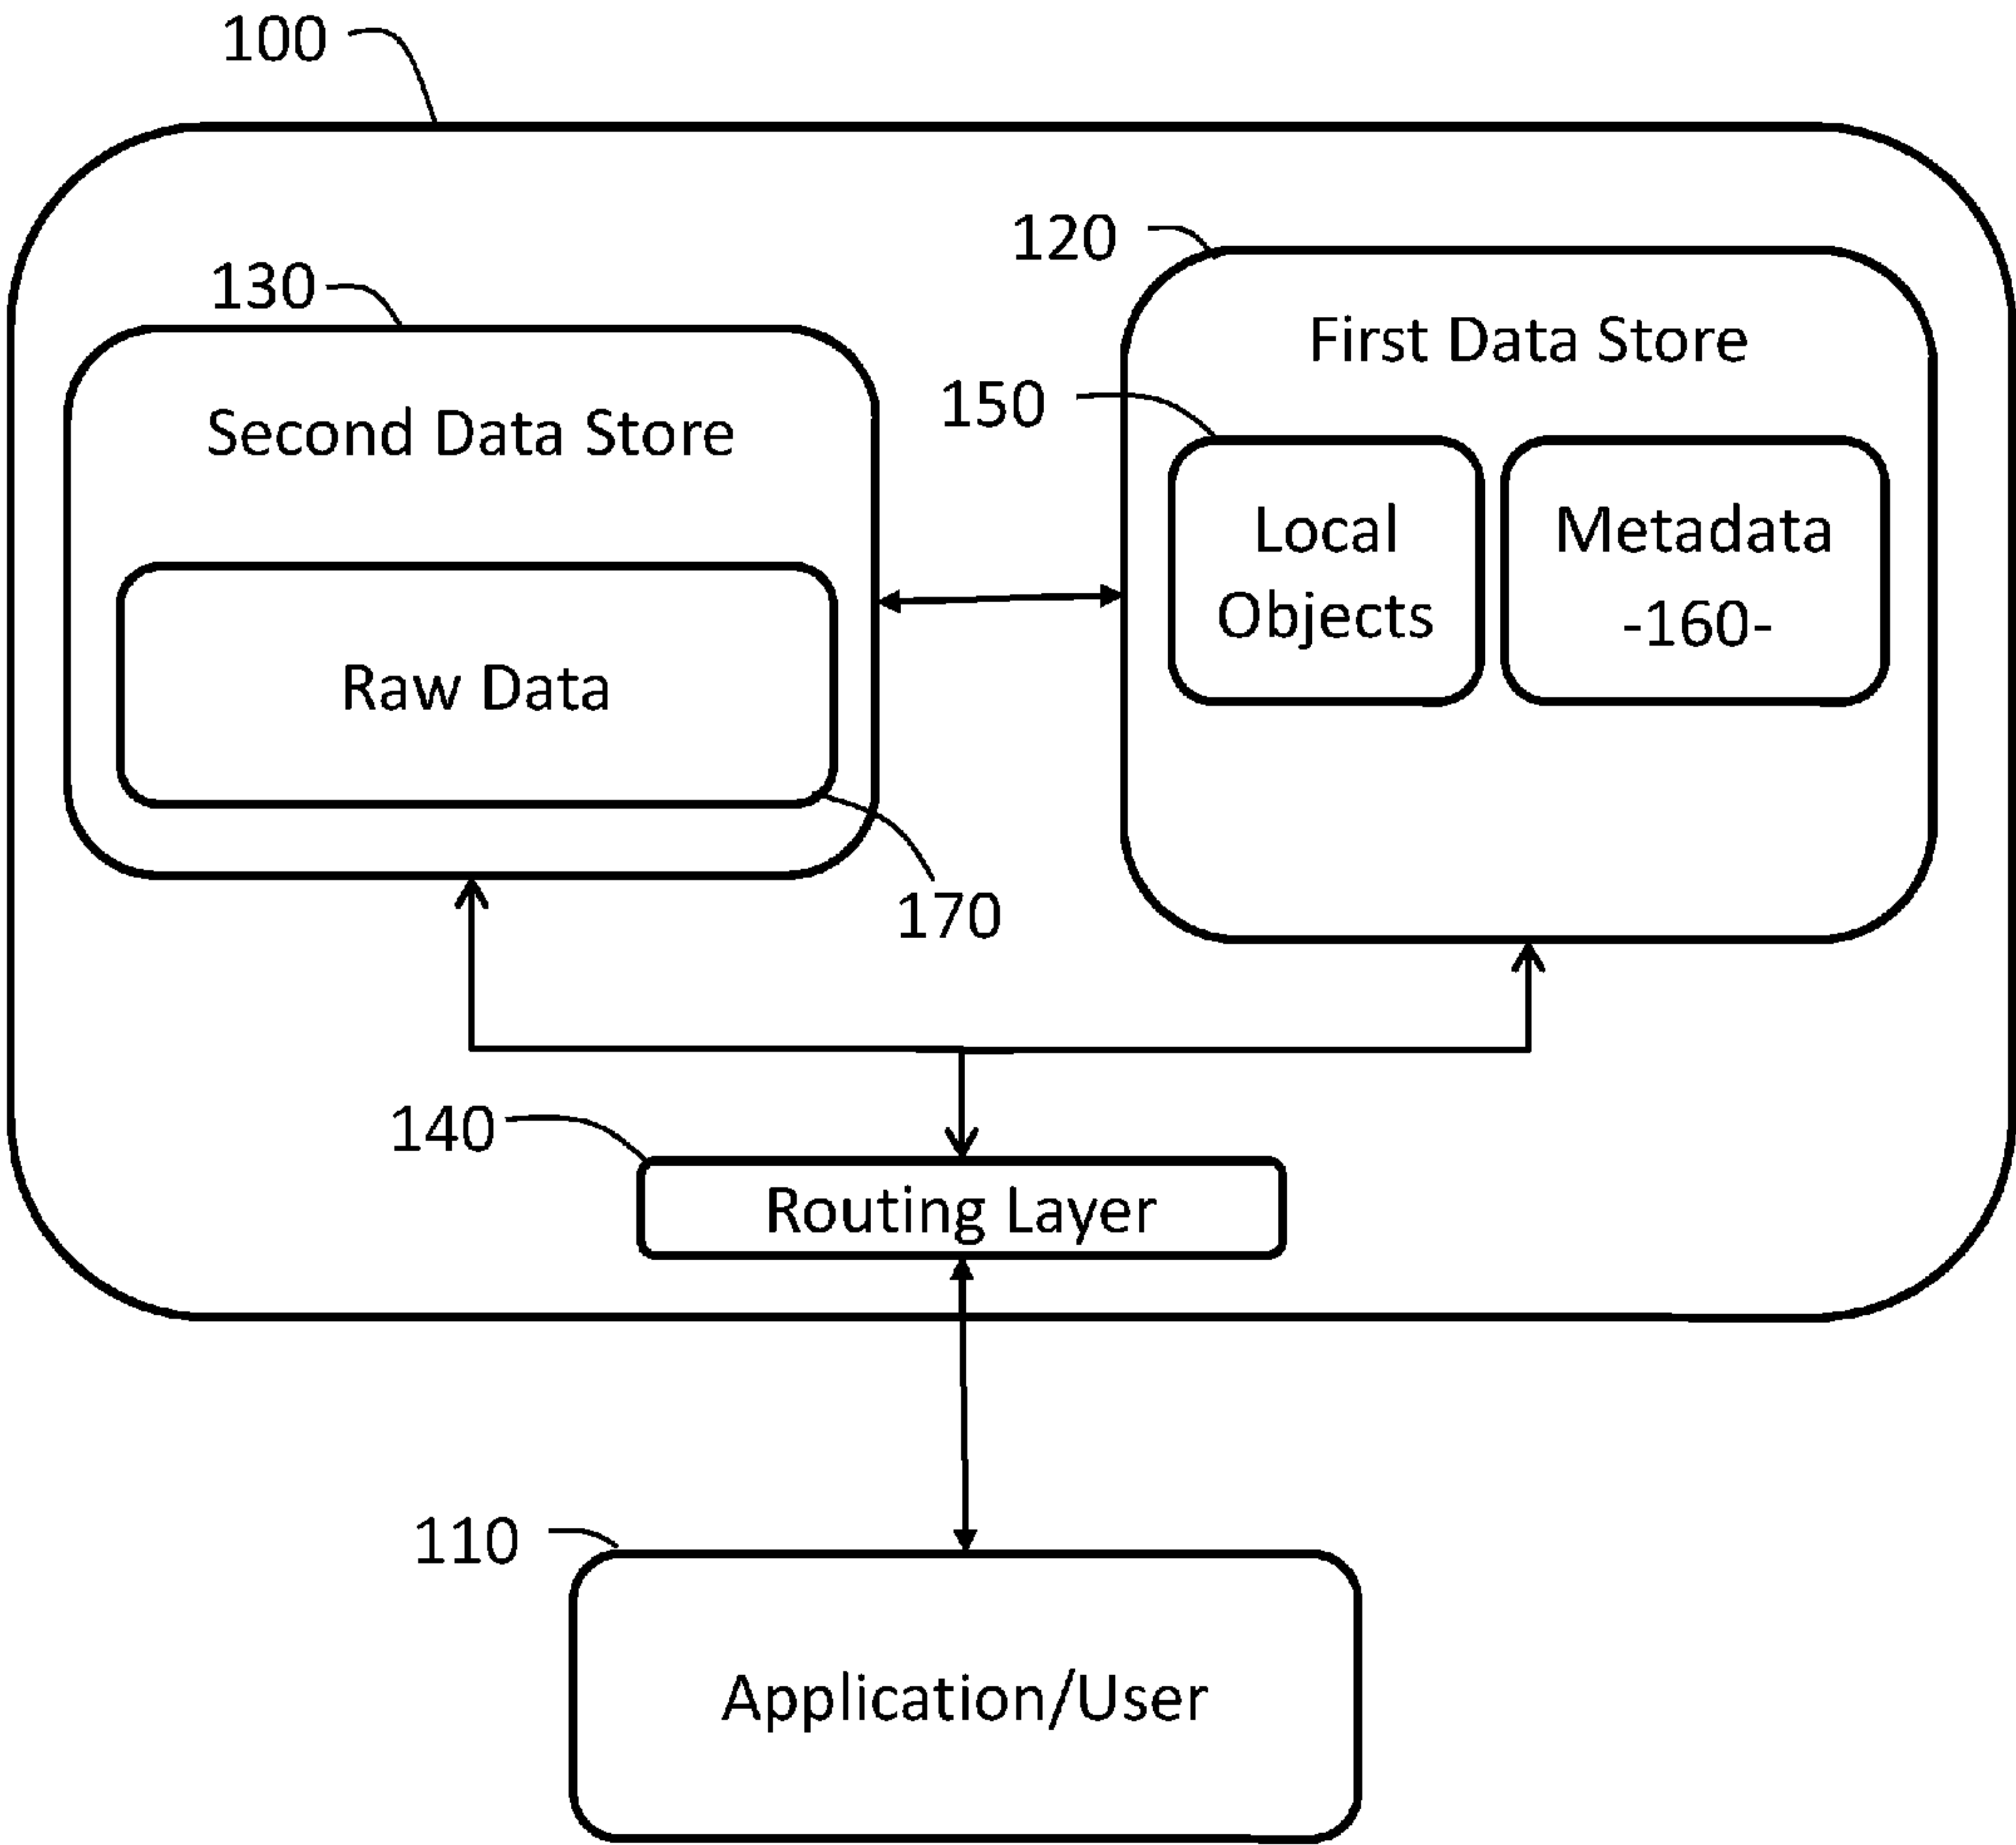 100
120
130
First Data Store
150
Second Data Store
Local
Objects
Metadata
-160-
Raw Data
170
140
Routing Layer
110
Application/User